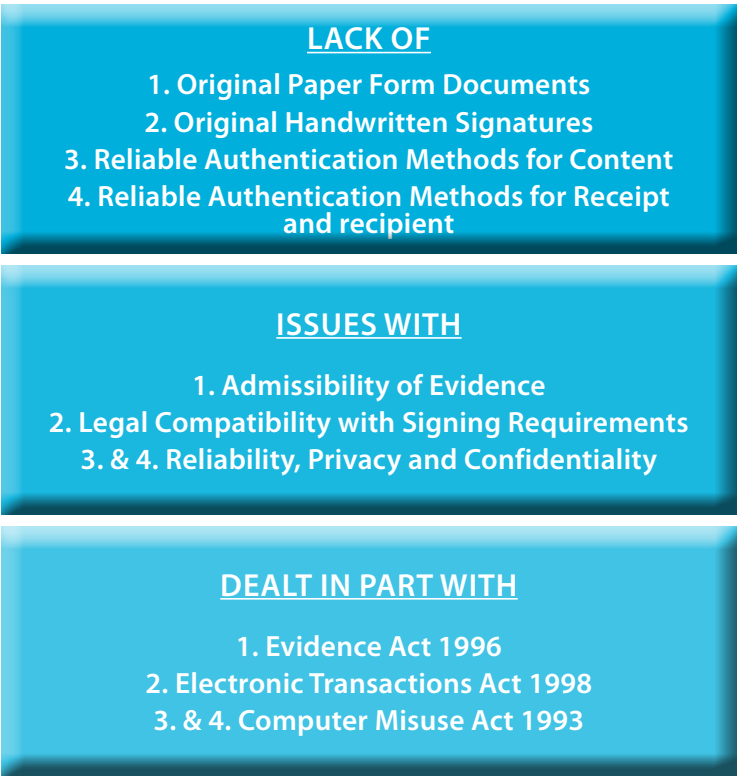 LACK OF
1. Original Paper Form Documents
2. Original Handwritten Signatures
3. Reliable Authentication Methods for Content
4. Reliable Authentication Methods for Receipt
and recipient
ISSUES WITH
1. Admissibility of Evidence
2. Legal Compatibility with Signing Requirements
3. & 4. Reliability, Privacy and Confidentiality
DEALT IN PART WITH
1. Evidence Act 1996
2. Electronic Transactions Act 1998
3. & 4. Computer Misuse Act 1993